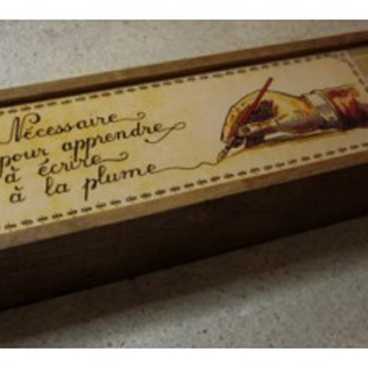 Nécessaire
pour apprendre
à écrire
à la plume